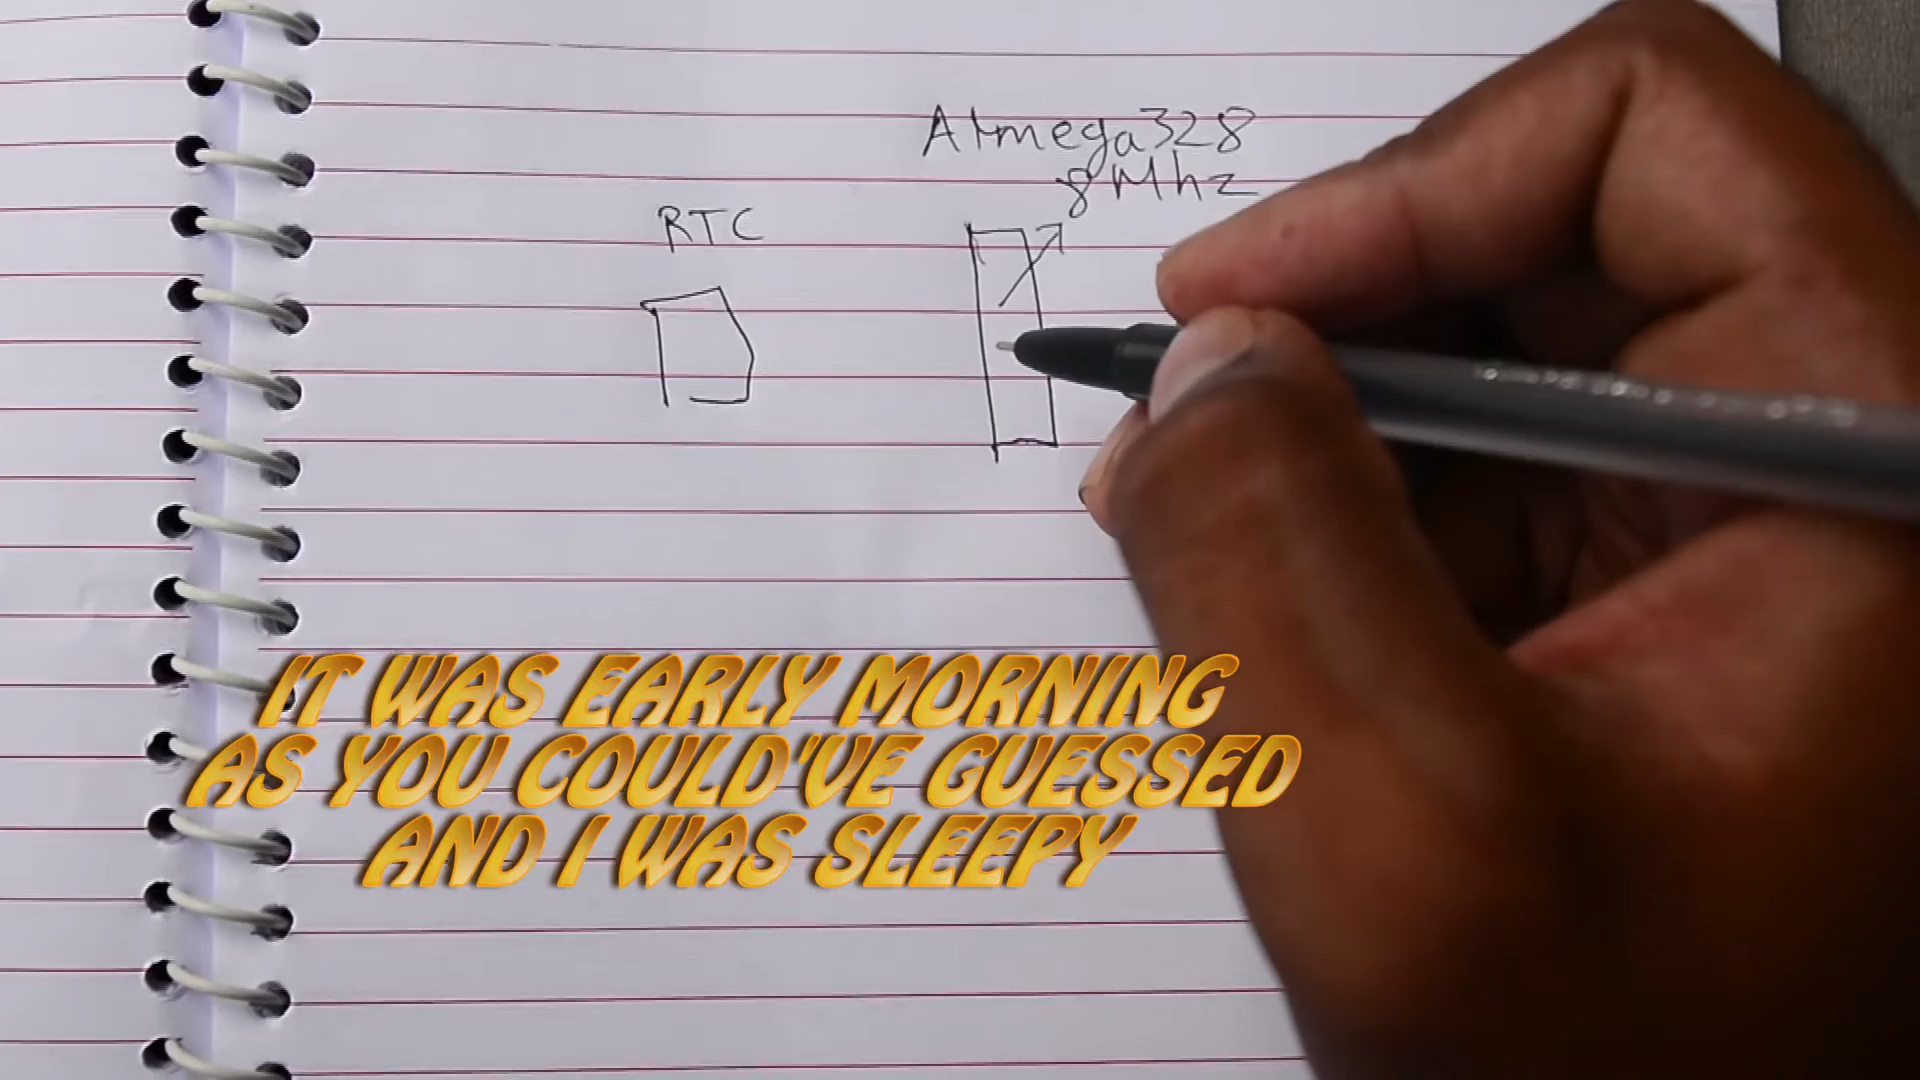 Atmega328
8Mhz
RTC
IT WAS EARLY MORNING
AS YOU COULD'VE GUESSED
AND I WAS SLEEPY